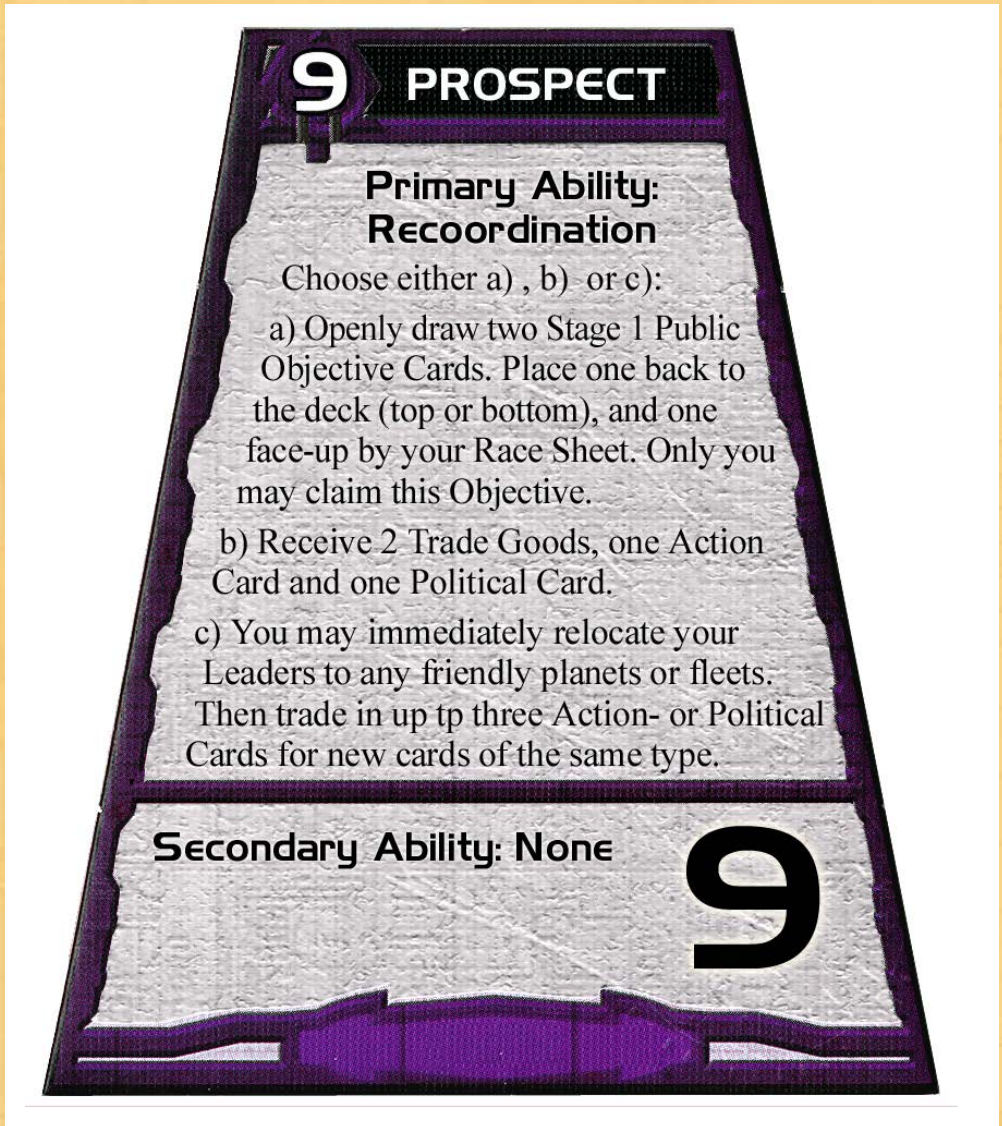 9 PROSPECT
Primary Ability:
Recoordination
Choose either a) , b) or c):
a) Openly draw two Stage 1 Public
Objective Cards. Place one back to
the deck (top or bottom), and one
face-up by your Race Sheet. Only you
may claim this Objective.
b) Receive 2 Trade Goods, one Action
Card and one Political Card.
c) You may immediately relocate your
Leaders to any friendly planets or fleets.
Then trade in up tp three Action- or Political
Cards for new cards of the same type.
Secondary Ability: None
9